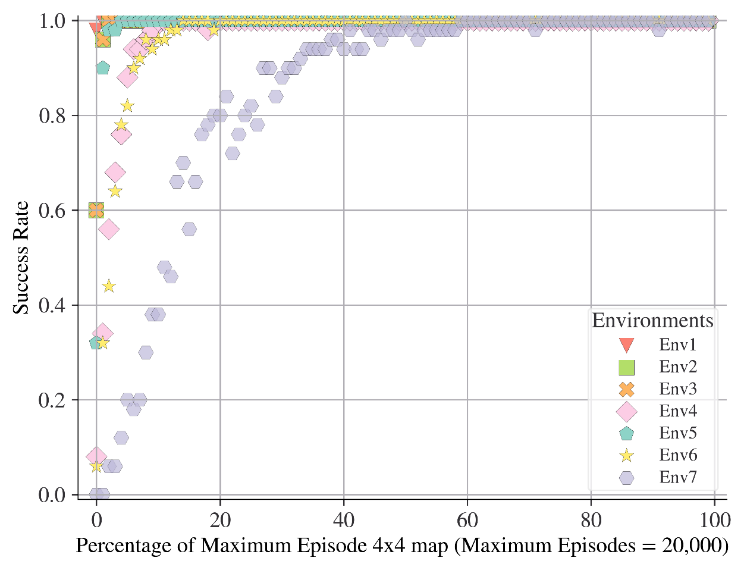 1.0
0.8
0.6
0.4
0.2
0.0
Success Rate
Environments
Env1
Env2
Env3
Env4
Env5
Env6
Env7
0 20 40 60 80 100
Percentage of Maximum Episode 4x4 map (Maximum Episodes = 20,000)